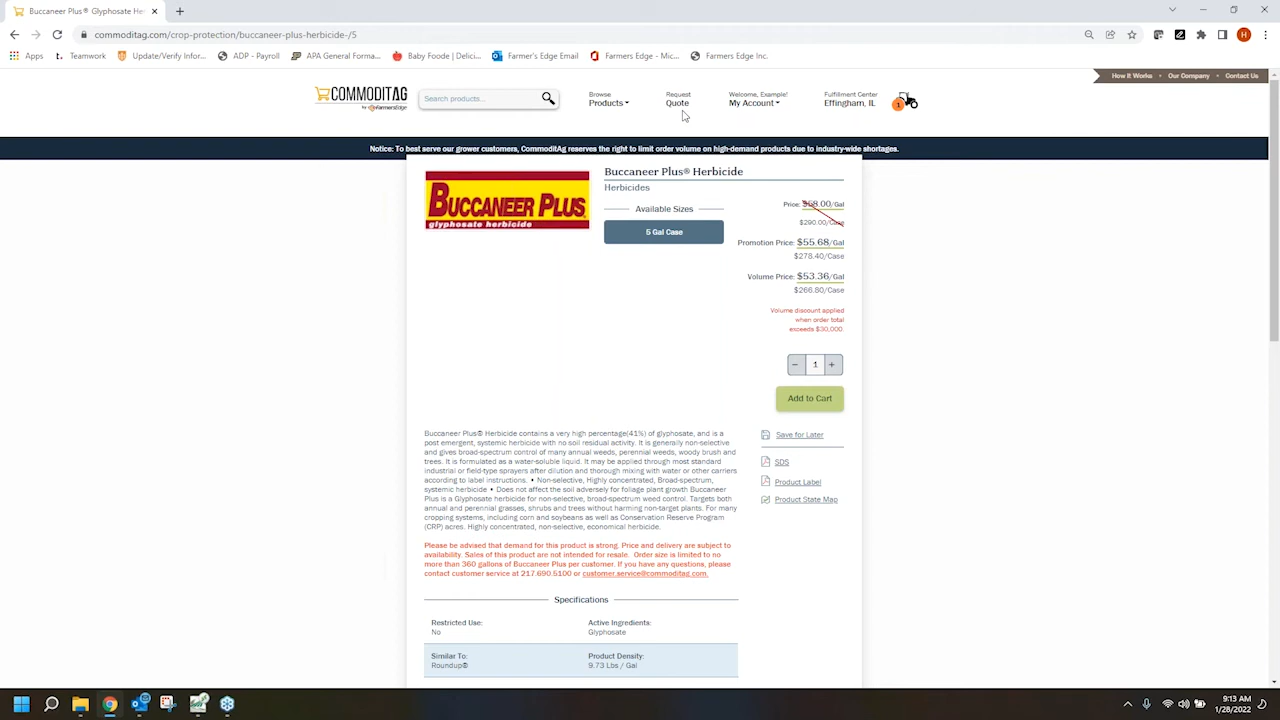 Buccaneer Plus® Glyphosate Her
commoditag.com/crop-protection/buccaneer-plus-herbicide-/5
H
Apps
Teamwork
Update/Verify Infor...
ADP - Payroll
APA General Forma...
Baby Foode | Delici...
Farmer's Edge Email
Farmers Edge - Mic...
Farmers Edge Inc.
How It Works • Our Company • Contact Us
COMMODITAG
by FarmersEdge
Search products...
Browse
Products
Request
Quote
Welcome, Example!
My Account
Fulfillment Center
Effingham, IL
1
Notice: To best serve our grower customers, CommoditAg reserves the right to limit order volume on high-demand products due to industry-wide shortages.
BUCCANEER PLUS
glyphosate herbicide
Buccaneer Plus® Herbicide
Herbicides
Available Sizes
5 Gal Case
Price: $58.00/Gal
$290.00/Case
Promotion Price: $55.68/Gal
$278.40/Case
Volume Price: $53.36/Gal
$266.80/Case
Volume discount applied
when order total
exceeds $30,000.
− 1 +
Add to Cart
Save for Later
SDS
Product Label
Product State Map
Buccaneer Plus® Herbicide contains a very high percentage(41%) of glyphosate, and is a
post emergent, systemic herbicide with no soil residual activity. It is generally non-selective
and gives broad-spectrum control of many annual weeds, perennial weeds, woody brush and
trees. It is formulated as a water-soluble liquid. It may be applied through most standard
industrial or field-type sprayers after dilution and thorough mixing with water or other carriers
according to label instructions. • Non-selective, Highly concentrated, Broad-spectrum,
systemic herbicide • Does not affect the soil adversely for foliage plant growth Buccaneer
Plus is a Glyphosate herbicide for non-selective, broad-spectrum weed control. Targets both
annual and perennial grasses, shrubs and trees without harming non-target plants. For many
cropping systems, including corn and soybeans as well as Conservation Reserve Program
(CRP) acres. Highly concentrated, non-selective, economical herbicide.
Please be advised that demand for this product is strong. Price and delivery are subject to
availability. Sales of this product are not intended for resale. Order size is limited to no
more than 360 gallons of Buccaneer Plus per customer. If you have any questions, please
contact customer service at 217.690.5100 or customer.service@commoditag.com.
Specifications
Restricted Use:
No
Active Ingredients:
Glyphosate
Similar To:
Roundup®
Product Density:
9.73 Lbs / Gal
9:13 AM
1/28/2022